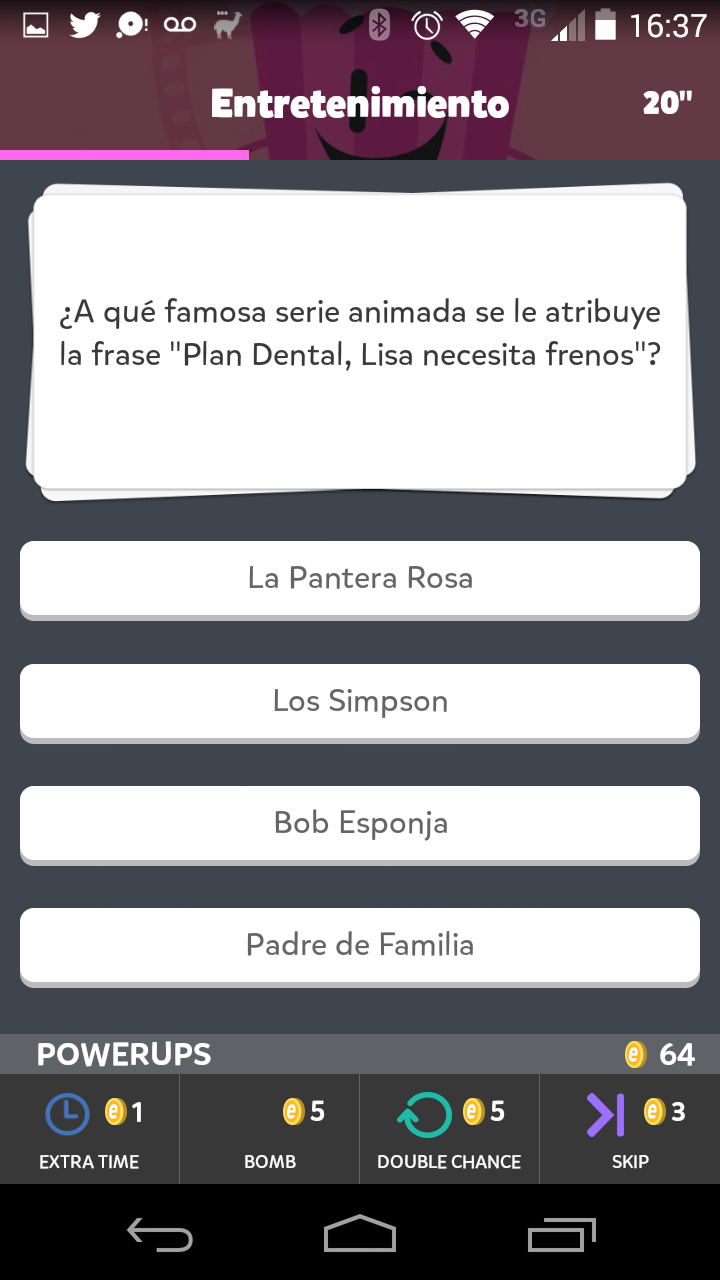 3G 16:37
Entretenimiento 20"
¿A qué famosa serie animada se le atribuye
la frase "Plan Dental, Lisa necesita frenos"?
La Pantera Rosa
Los Simpson
Bob Esponja
Padre de Familia
POWERUPS 64
1 5 5 3
EXTRA TIME BOMB DOUBLE CHANCE SKIP